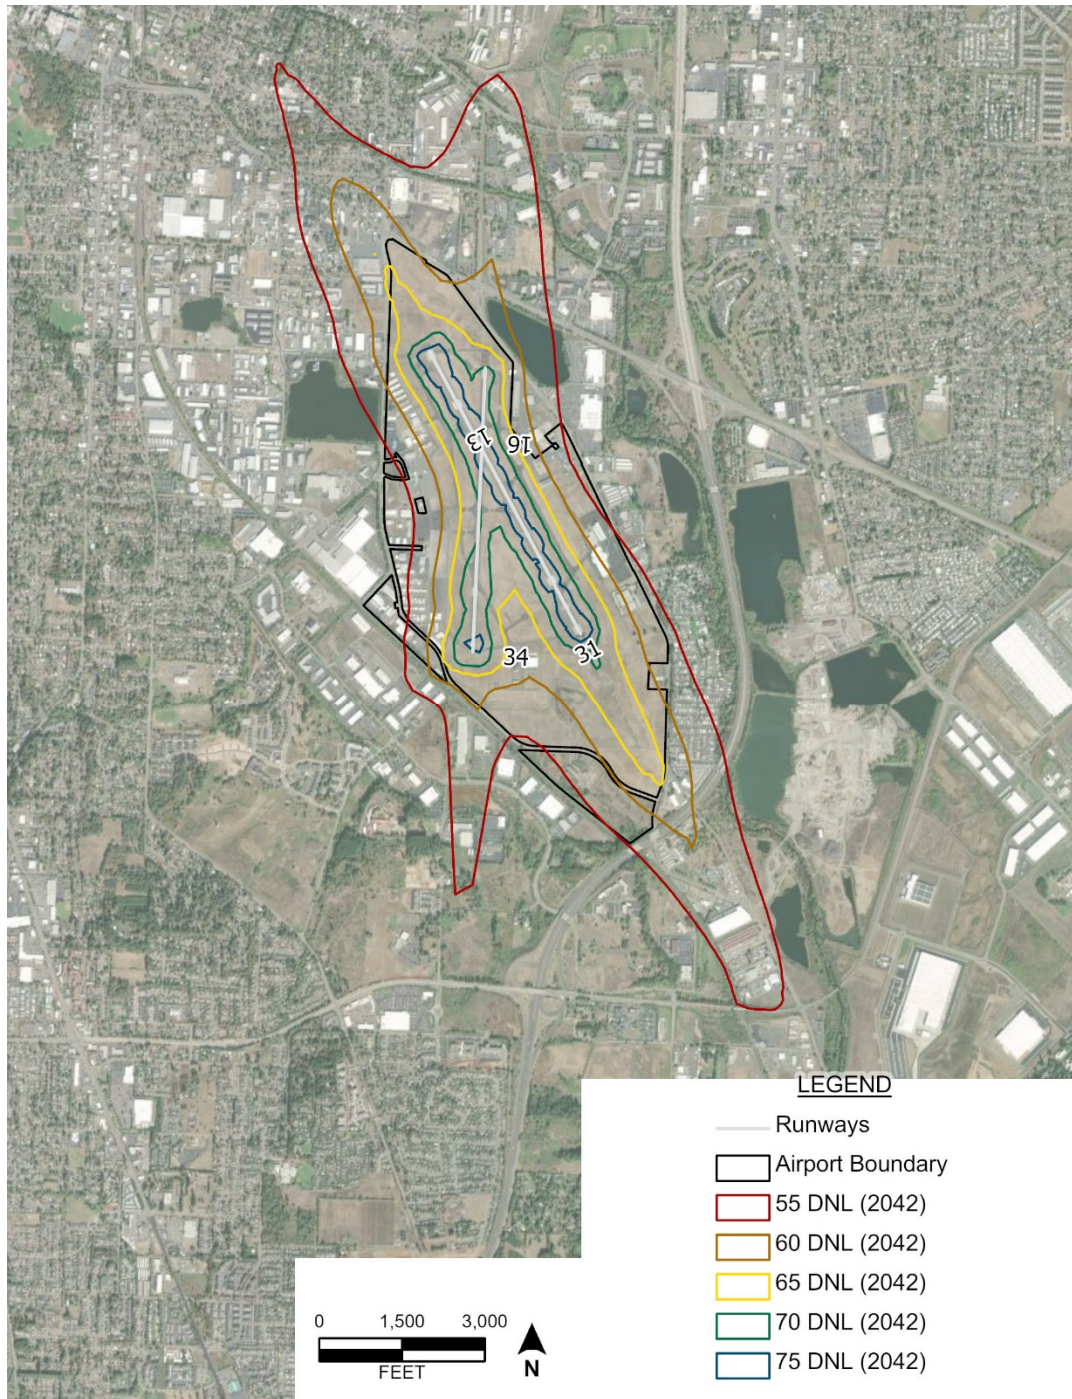 13
16
34
31
LEGEND
Runways
Airport Boundary
55 DNL (2042)
60 DNL (2042)
65 DNL (2042)
70 DNL (2042)
75 DNL (2042)
0 1,500 3,000
FEET
N